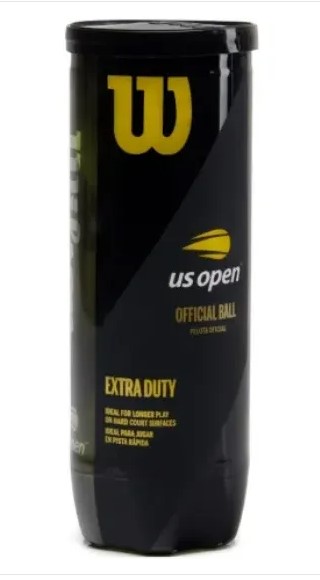 W
us open
OFFICIAL BALL
PELOTA OFICIAL
EXTRA DUTY
IDEAL FOR LONGER PLAY
ON HARD COURT SURFACES
IDEAL PARA JUGAR
EN PISTA RÁPIDA